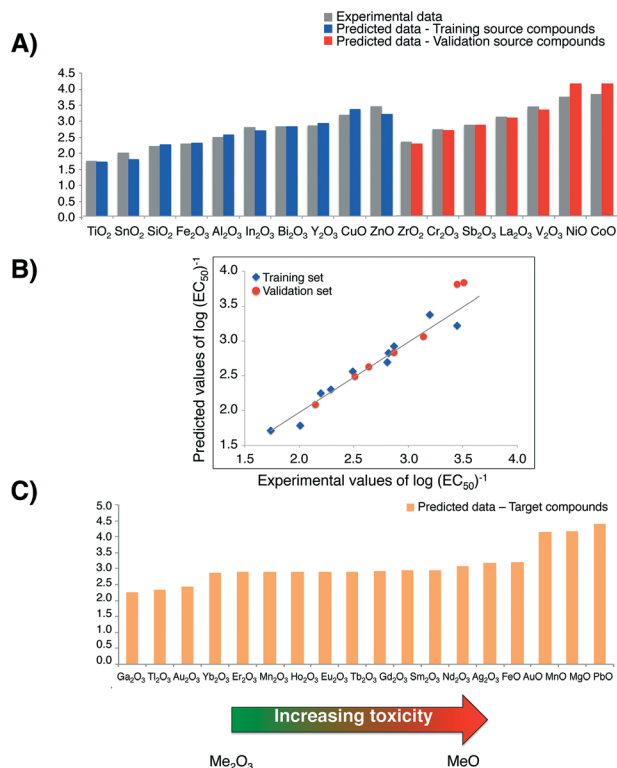 Experimental data
Predicted data - Training source compounds
Predicted data - Validation source compounds
A)
4.5
4.0
3.5
3.0
2.5
2.0
1.5
1.0
0.5
0.0
TiO₂ SnO₂ SiO₂ Fe₂O₃ Al₂O₃ In₂O₃ Bi₂O₃ Y₂O₃ CuO ZnO ZrO₂ Cr₂O₃ Sb₂O₃ La₂O₃ V₂O₃ NiO CoO
B)
Predicted values of log (EC₅₀)⁻¹
4.0
3.5
3.0
2.5
2.0
1.5
Training set
Validation set
1.5 2.0 2.5 3.0 3.5 4.0
Experimental values of log (EC₅₀)⁻¹
C)
Predicted data – Target compounds
5.0
4.5
4.0
3.5
3.0
2.5
2.0
1.5
1.0
0.5
0.0
Ga₂O₃ Tl₂O₃ Au₂O₃ Yb₂O₃ Er₂O₃ Mn₂O₃ Ho₂O₃ Eu₂O₃ Tb₂O₃ Gd₂O₃ Sm₂O₃ Nd₂O₃ Ag₂O₃ FeO AuO MnO MgO PbO
Increasing toxicity
Me₂O₃ MeO